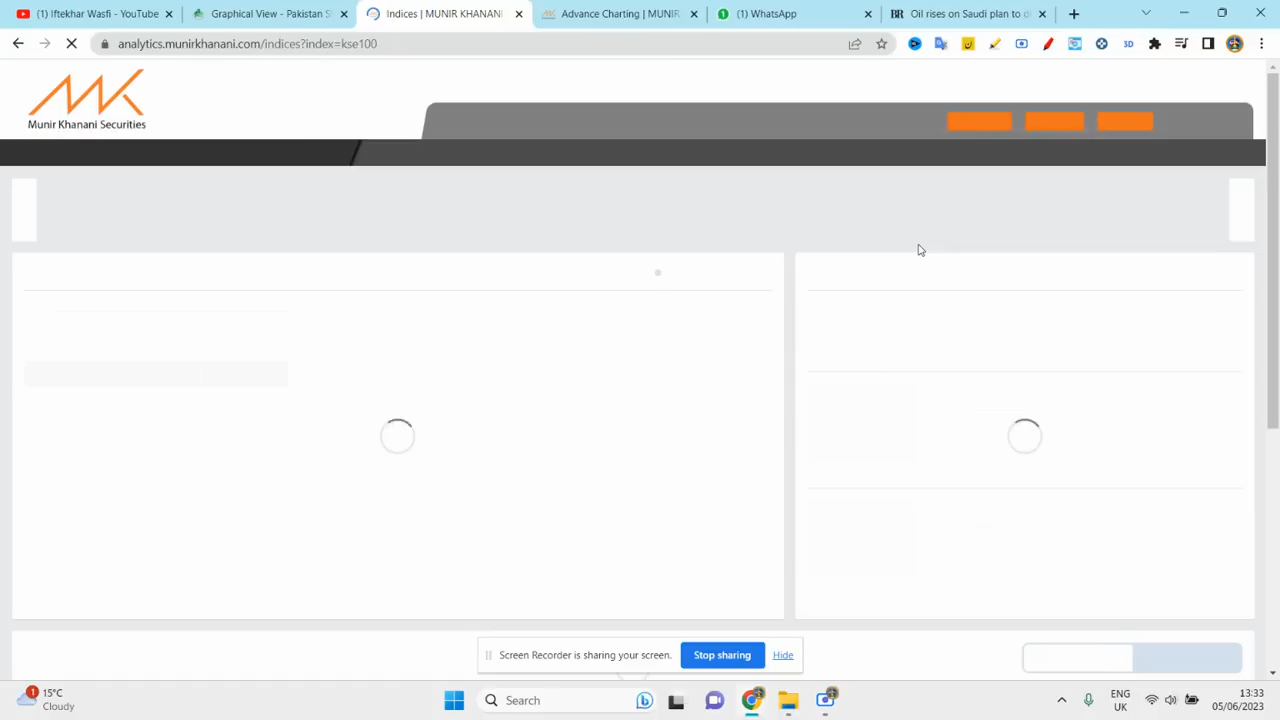 Iftekhar Wasfi - YouTube
Graphical View - Pakistan S
Indices | MUNIR KHANANI
Advance Charting | MUNIR
(1) WhatsApp
BR Oil rises on Saudi plan to
analytics.munirkhanani.com/indices?index=kse100
3D
Munir Khanani Securities
Screen Recorder is sharing your screen.
Stop sharing
Hide
1
15°C
Cloudy
Search
ENG
UK
13:33
05/06/2023